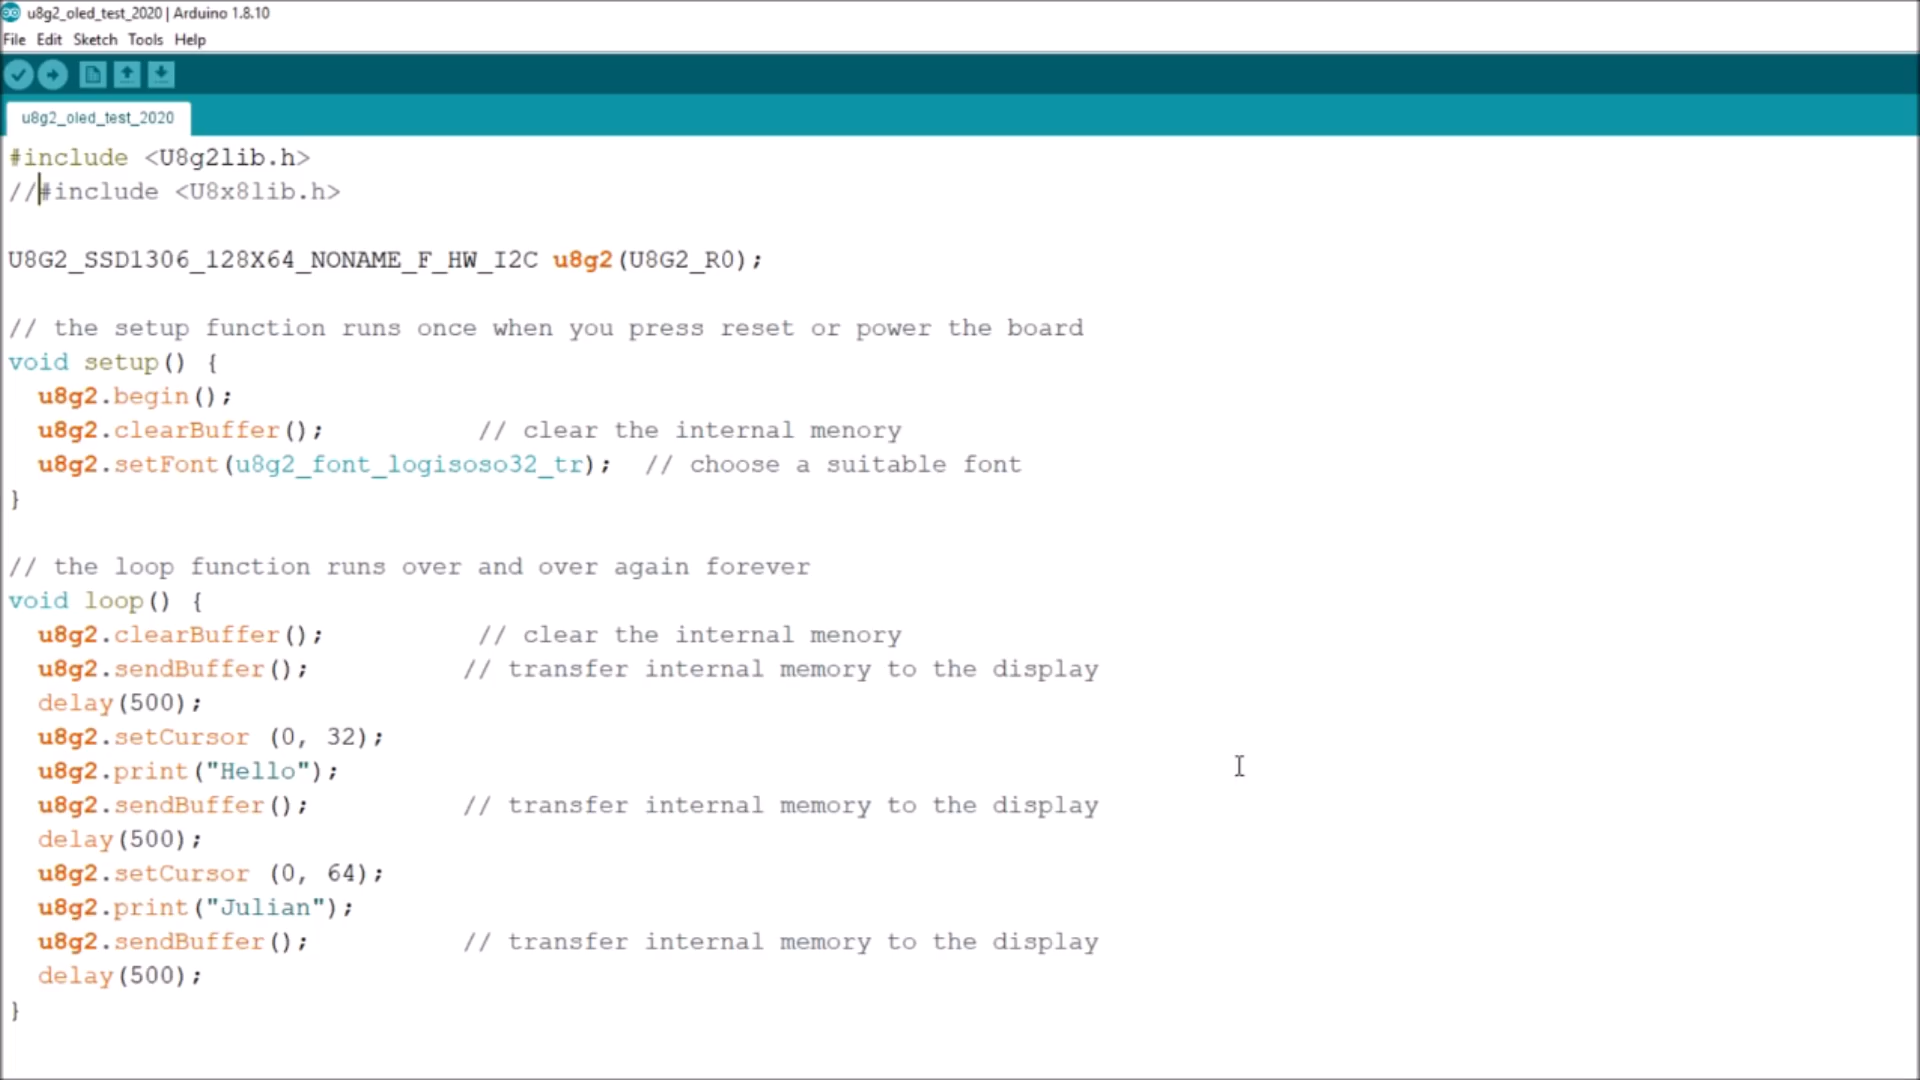 u8g2_oled_test_2020 | Arduino 1.8.10
File Edit Sketch Tools Help
u8g2_oled_test_2020
#include <U8g2lib.h>
//#include <U8x8lib.h>
U8G2_SSD1306_128X64_NONAME_F_HW_I2C u8g2(U8G2_R0);
// the setup function runs once when you press reset or power the board
void setup() {
u8g2.begin();
u8g2.clearBuffer(); // clear the internal menory
u8g2.setFont(u8g2_font_logisoso32_tr); // choose a suitable font
}
// the loop function runs over and over again forever
void loop() {
u8g2.clearBuffer(); // clear the internal menory
u8g2.sendBuffer(); // transfer internal memory to the display
delay(500);
u8g2.setCursor (0, 32);
u8g2.print("Hello");
u8g2.sendBuffer(); // transfer internal memory to the display
delay(500);
u8g2.setCursor (0, 64);
u8g2.print("Julian");
u8g2.sendBuffer(); // transfer internal memory to the display
delay(500);
}